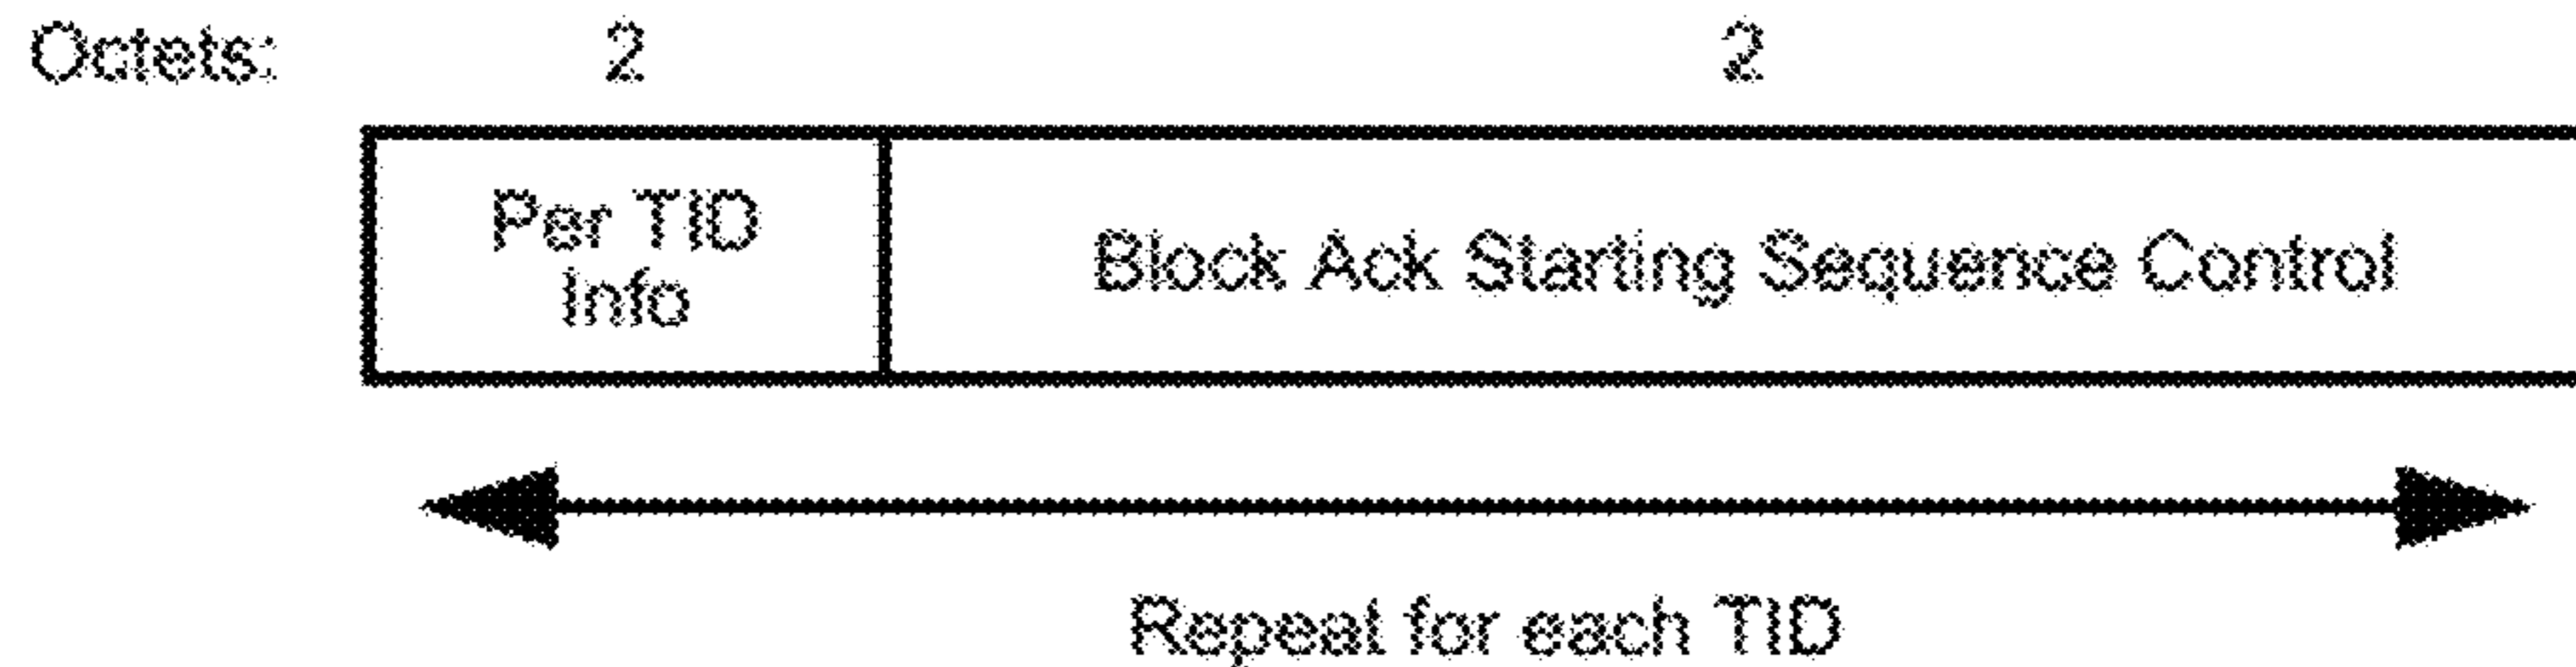 Octets: 2 2
Per TID
Info
Block Ack Starting Sequence Control
Repeat for each TID